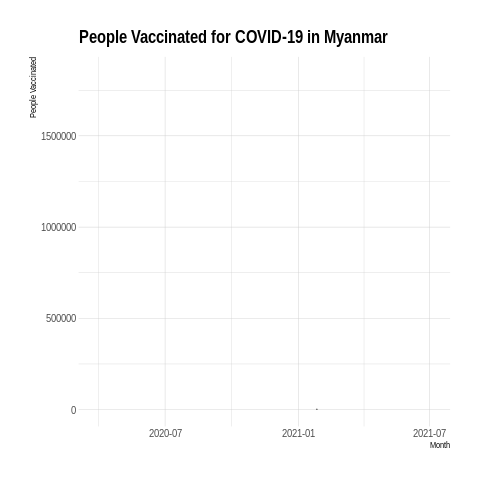 People Vaccinated for COVID-19 in Myanmar
People Vaccinated
1500000
1000000
500000
0
2020-07 2021-01 2021-07
Month